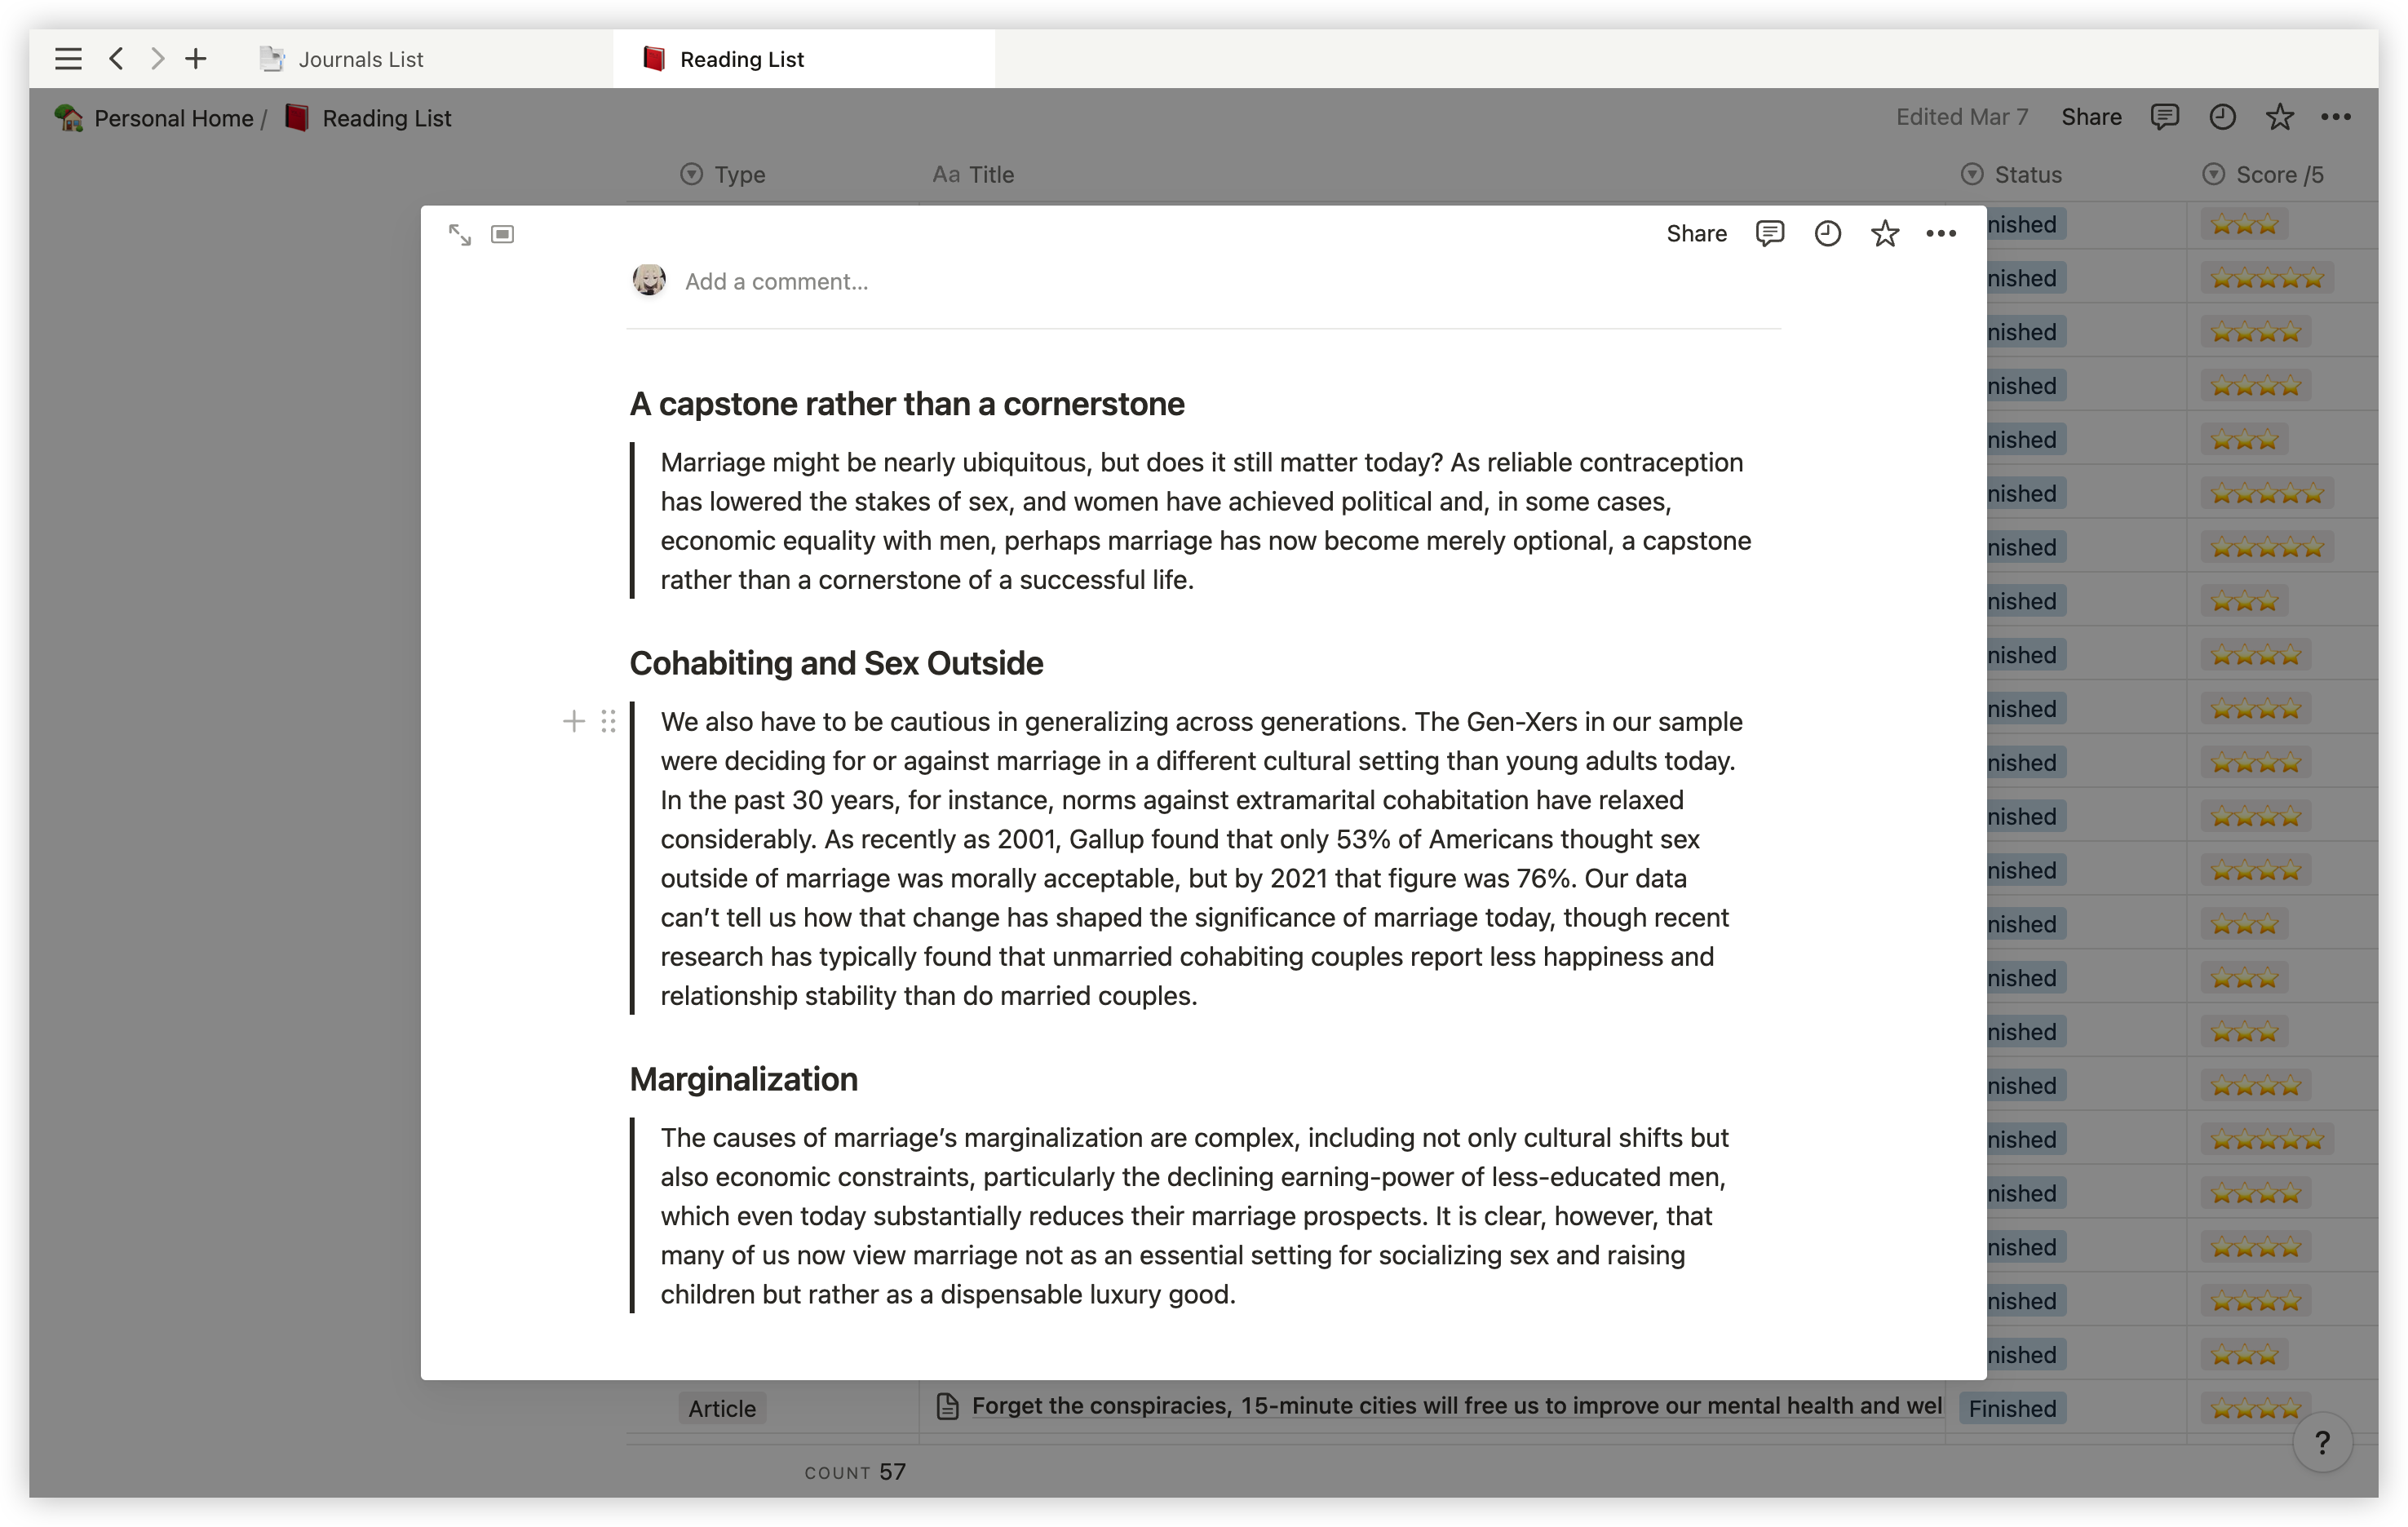 Journals List
Reading List
Personal Home / Reading List
Edited Mar 7
Share
Type
Aa Title
Status
Score /5
Share
nished
Add a comment...
nished
nished
nished
A capstone rather than a cornerstone
nished
Marriage might be nearly ubiquitous, but does it still matter today? As reliable contraception
has lowered the stakes of sex, and women have achieved political and, in some cases,
nished
economic equality with men, perhaps marriage has now become merely optional, a capstone
nished
rather than a cornerstone of a successful life.
nished
Cohabiting and Sex Outside
nished
We also have to be cautious in generalizing across generations. The Gen-Xers in our sample
nished
were deciding for or against marriage in a different cultural setting than young adults today.
nished
In the past 30 years, for instance, norms against extramarital cohabitation have relaxed
nished
considerably. As recently as 2001, Gallup found that only 53% of Americans thought sex
outside of marriage was morally acceptable, but by 2021 that figure was 76%. Our data
nished
can’t tell us how that change has shaped the significance of marriage today, though recent
nished
research has typically found that unmarried cohabiting couples report less happiness and
nished
relationship stability than do married couples.
nished
Marginalization
nished
The causes of marriage’s marginalization are complex, including not only cultural shifts but
nished
also economic constraints, particularly the declining earning-power of less-educated men,
nished
which even today substantially reduces their marriage prospects. It is clear, however, that
many of us now view marriage not as an essential setting for socializing sex and raising
nished
children but rather as a dispensable luxury good.
nished
nished
Article
Forget the conspiracies, 15-minute cities will free us to improve our mental health and wel
Finished
?
COUNT 57